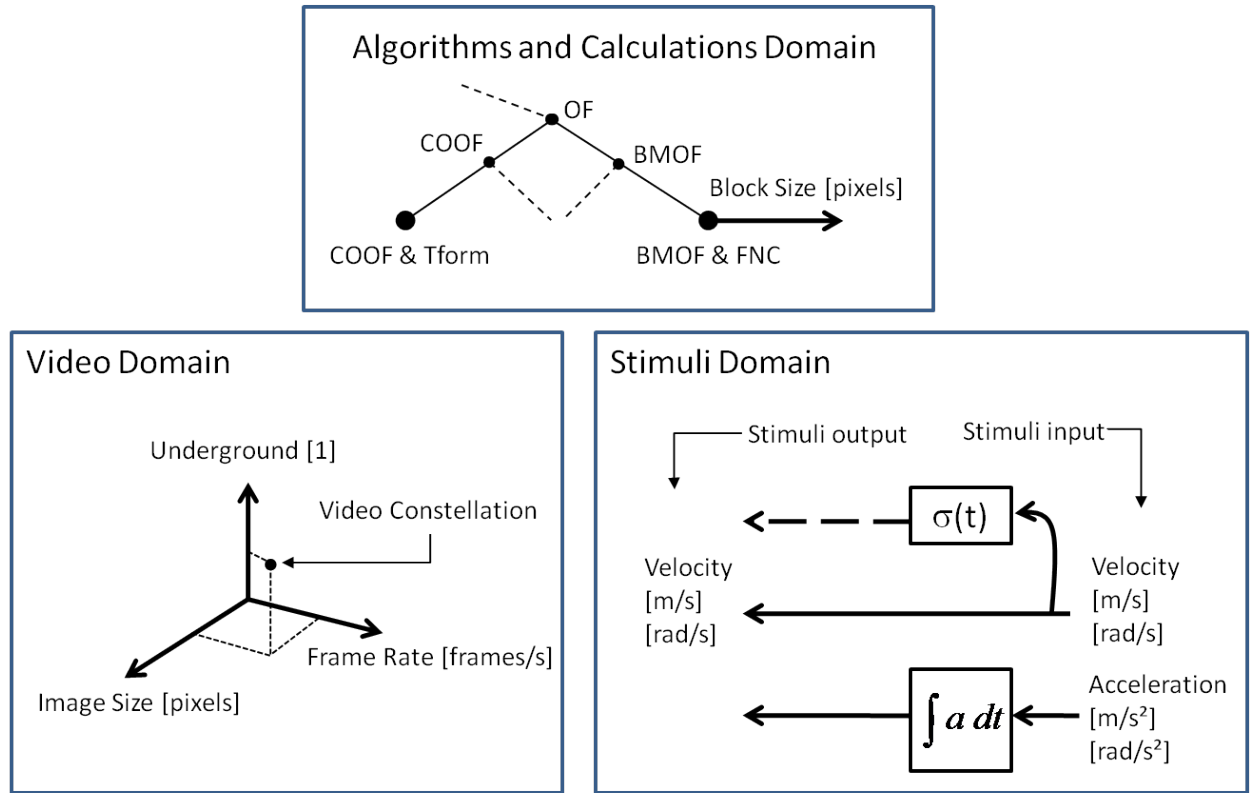 Algorithms and Calculations Domain
OF
COOF
BMOF
Block Size [pixels]
COOF & Tform
BMOF & FNC
Video Domain
Underground [1]
Video Constellation
Frame Rate [frames/s]
Image Size [pixels]
Stimuli Domain
Stimuli output
Stimuli input
σ(t)
Velocity
[m/s]
[rad/s]
Velocity
[m/s]
[rad/s]
∫ a dt
Acceleration
[m/s²]
[rad/s²]